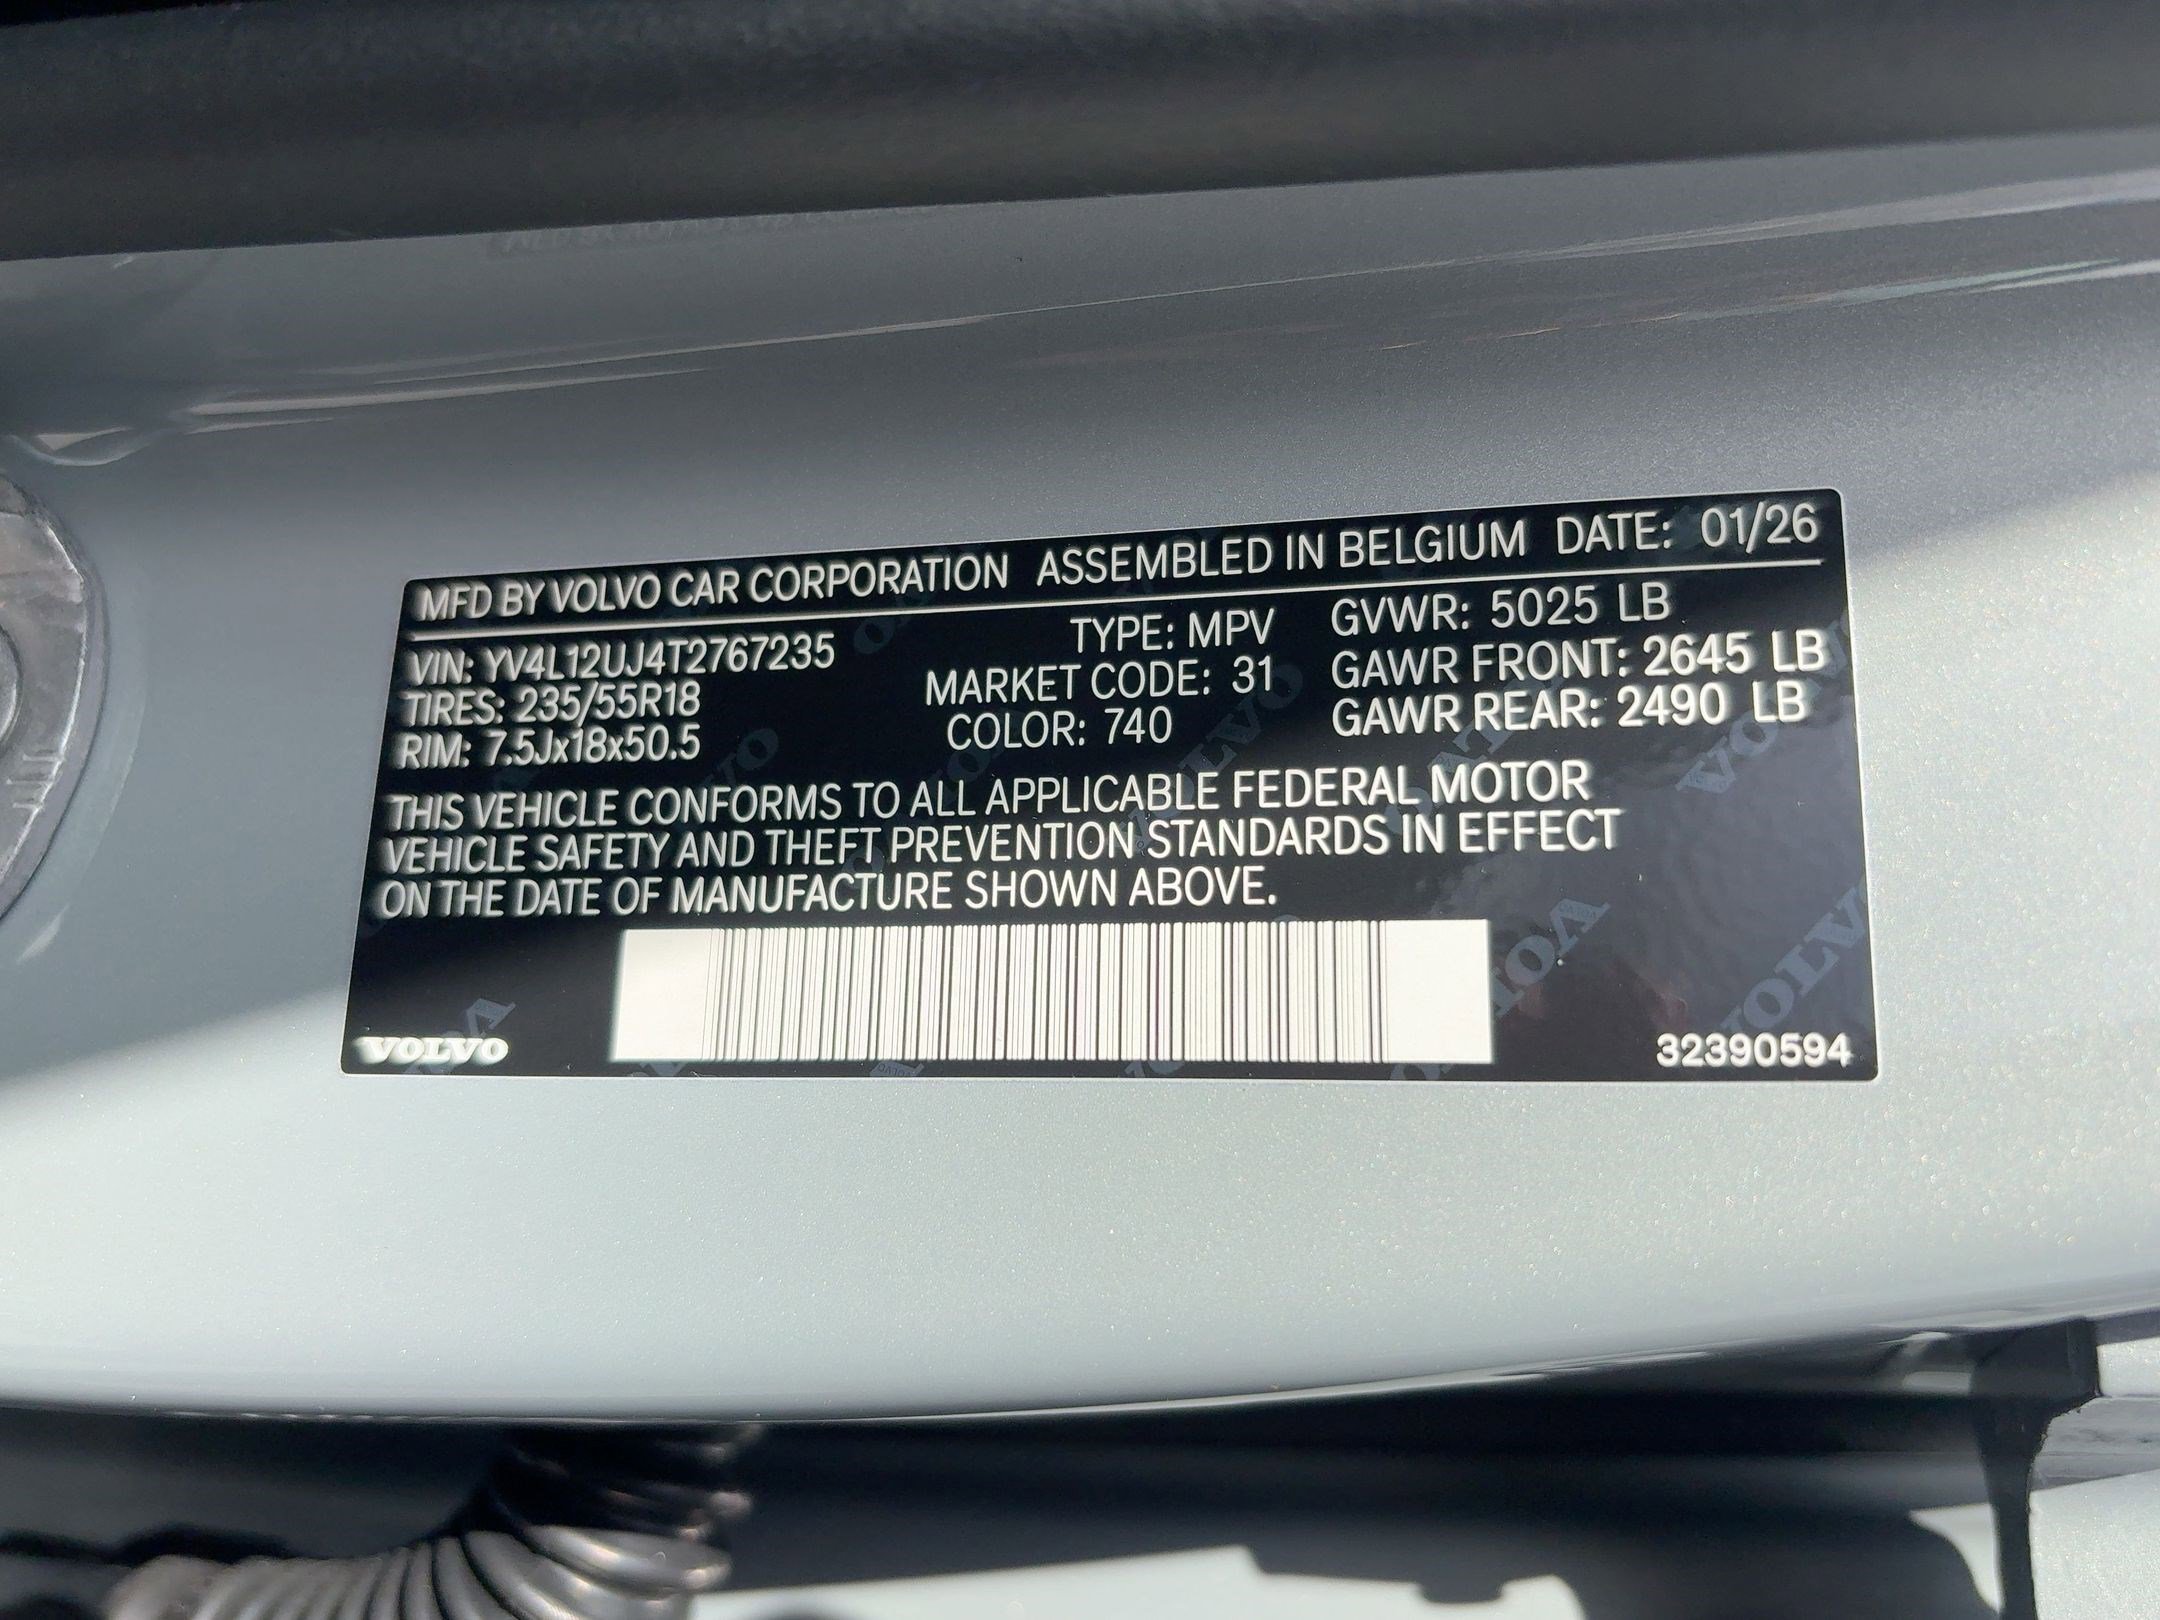 MFD BY VOLVO CAR CORPORATION ASSEMBLED IN BELGIUM DATE: 01/26
VIN: YV4L12UJ4T2767235 TYPE: MPV GVWR: 5025 LB
TIRES: 235/55R18 MARKET CODE: 31 GAWR FRONT: 2645 LB
RIM: 7.5Jx18x50.5 COLOR: 740 GAWR REAR: 2490 LB
THIS VEHICLE CONFORMS TO ALL APPLICABLE FEDERAL MOTOR
VEHICLE SAFETY AND THEFT PREVENTION STANDARDS IN EFFECT
ON THE DATE OF MANUFACTURE SHOWN ABOVE.
VOLVO 32390594